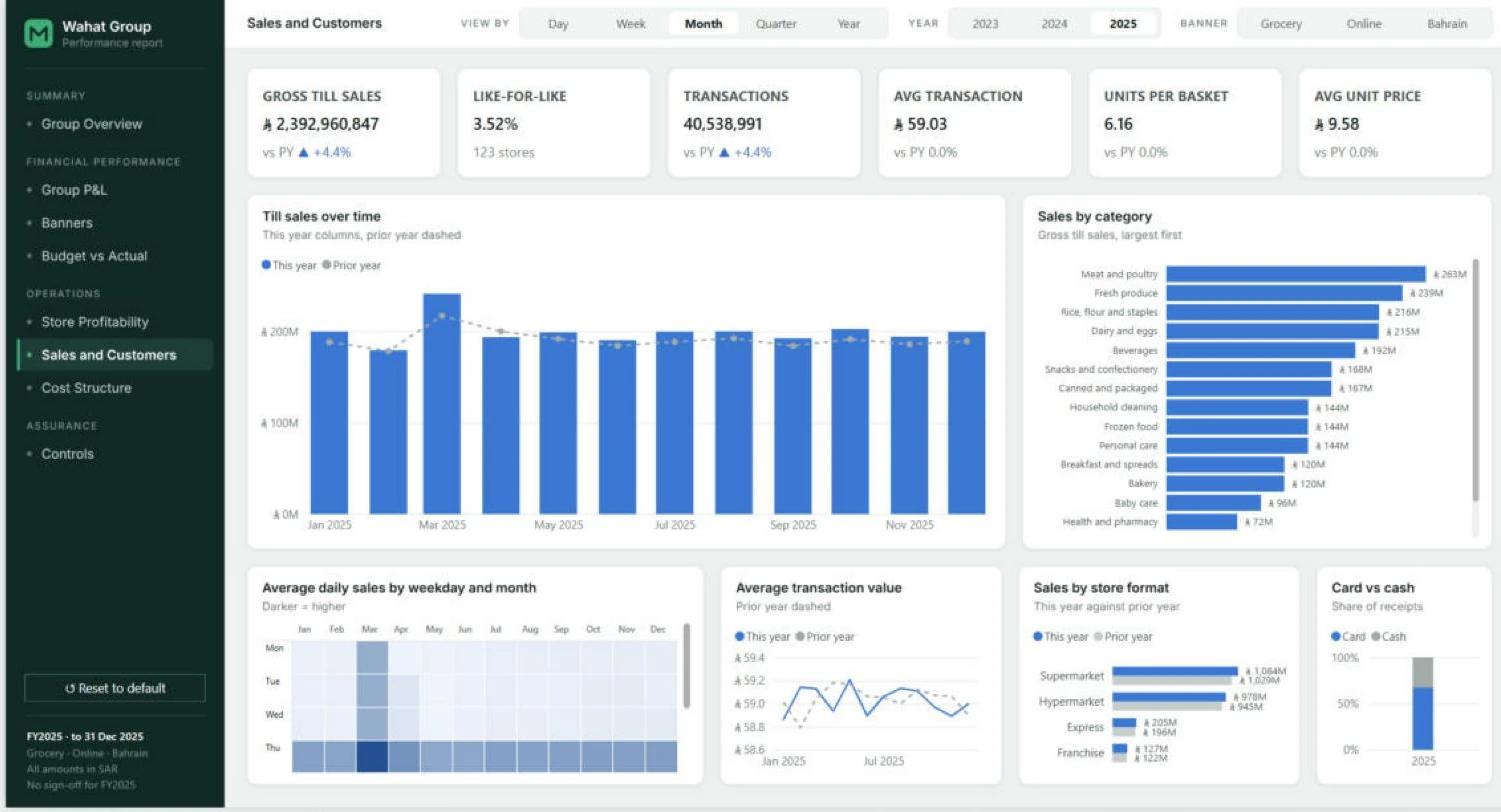 Wahat Group
Performance report
SUMMARY
Group Overview
FINANCIAL PERFORMANCE
Group P&L
Banners
Budget vs Actual
OPERATIONS
Store Profitability
Sales and Customers
Cost Structure
ASSURANCE
Controls
↺ Reset to default
FY2025 · to 31 Dec 2025
Grocery · Online · Bahrain
All amounts in SAR
No sign-off for FY2025
Sales and Customers
VIEW BY Day Week Month Quarter Year
YEAR 2023 2024 2025
BANNER Grocery Online Bahrain
GROSS TILL SALES
⃁ 2,392,960,847
vs PY ▲ +4.4%
LIKE-FOR-LIKE
3.52%
123 stores
TRANSACTIONS
40,538,991
vs PY ▲ +4.4%
AVG TRANSACTION
⃁ 59.03
vs PY 0.0%
UNITS PER BASKET
6.16
vs PY 0.0%
AVG UNIT PRICE
⃁ 9.58
vs PY 0.0%
Till sales over time
This year columns, prior year dashed
This year Prior year
⃁ 200M
⃁ 100M
⃁ 0M
Jan 2025 Mar 2025 May 2025 Jul 2025 Sep 2025 Nov 2025
Sales by category
Gross till sales, largest first
Meat and poultry ⃁ 263M
Fresh produce ⃁ 239M
Rice, flour and staples ⃁ 216M
Dairy and eggs ⃁ 215M
Beverages ⃁ 192M
Snacks and confectionery ⃁ 168M
Canned and packaged ⃁ 167M
Household cleaning ⃁ 144M
Frozen food ⃁ 144M
Personal care ⃁ 144M
Breakfast and spreads ⃁ 120M
Bakery ⃁ 120M
Baby care ⃁ 96M
Health and pharmacy ⃁ 72M
Average daily sales by weekday and month
Darker = higher
Jan Feb Mar Apr May Jun Jul Aug Sep Oct Nov Dec
Mon
Tue
Wed
Thu
Average transaction value
Prior year dashed
This year Prior year
⃁ 59.4
⃁ 59.2
⃁ 59.0
⃁ 58.8
⃁ 58.6
Jan 2025 Jul 2025
Sales by store format
This year against prior year
This year Prior year
Supermarket ⃁ 1,084M
⃁ 1,029M
Hypermarket ⃁ 978M
⃁ 945M
Express ⃁ 205M
⃁ 196M
Franchise ⃁ 127M
⃁ 122M
Card vs cash
Share of receipts
Card Cash
100%
50%
0%
2025